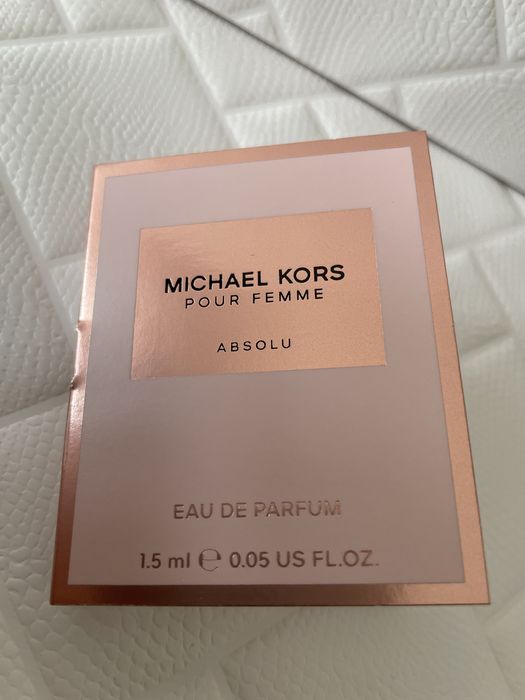 MICHAEL KORS
POUR FEMME
ABSOLU
EAU DE PARFUM
1.5 ml ℮ 0.05 US FL.OZ.